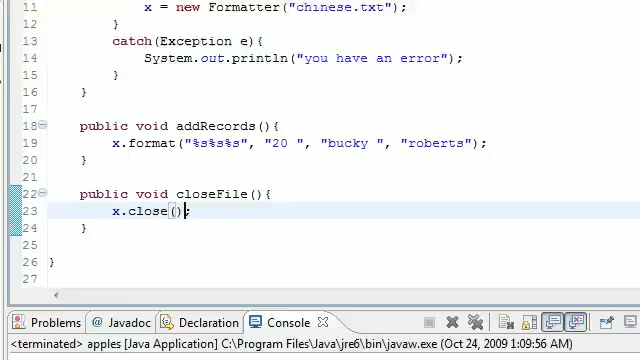 11 x = new Formatter("chinese.txt");
12 }
13 catch(Exception e){
14 System.out.println("you have an error");
15 }
16 }
17
18 public void addRecords(){
19 x.format("%s%s%s", "20 ", "bucky ", "roberts");
20 }
21
22 public void closeFile(){
23 x.close();
24 }
25
26 }
27
Problems @ Javadoc Declaration Console
<terminated> apples [Java Application] C:\Program Files\Java\jre6\bin\javaw.exe (Oct 24, 2009 1:09:56 AM)